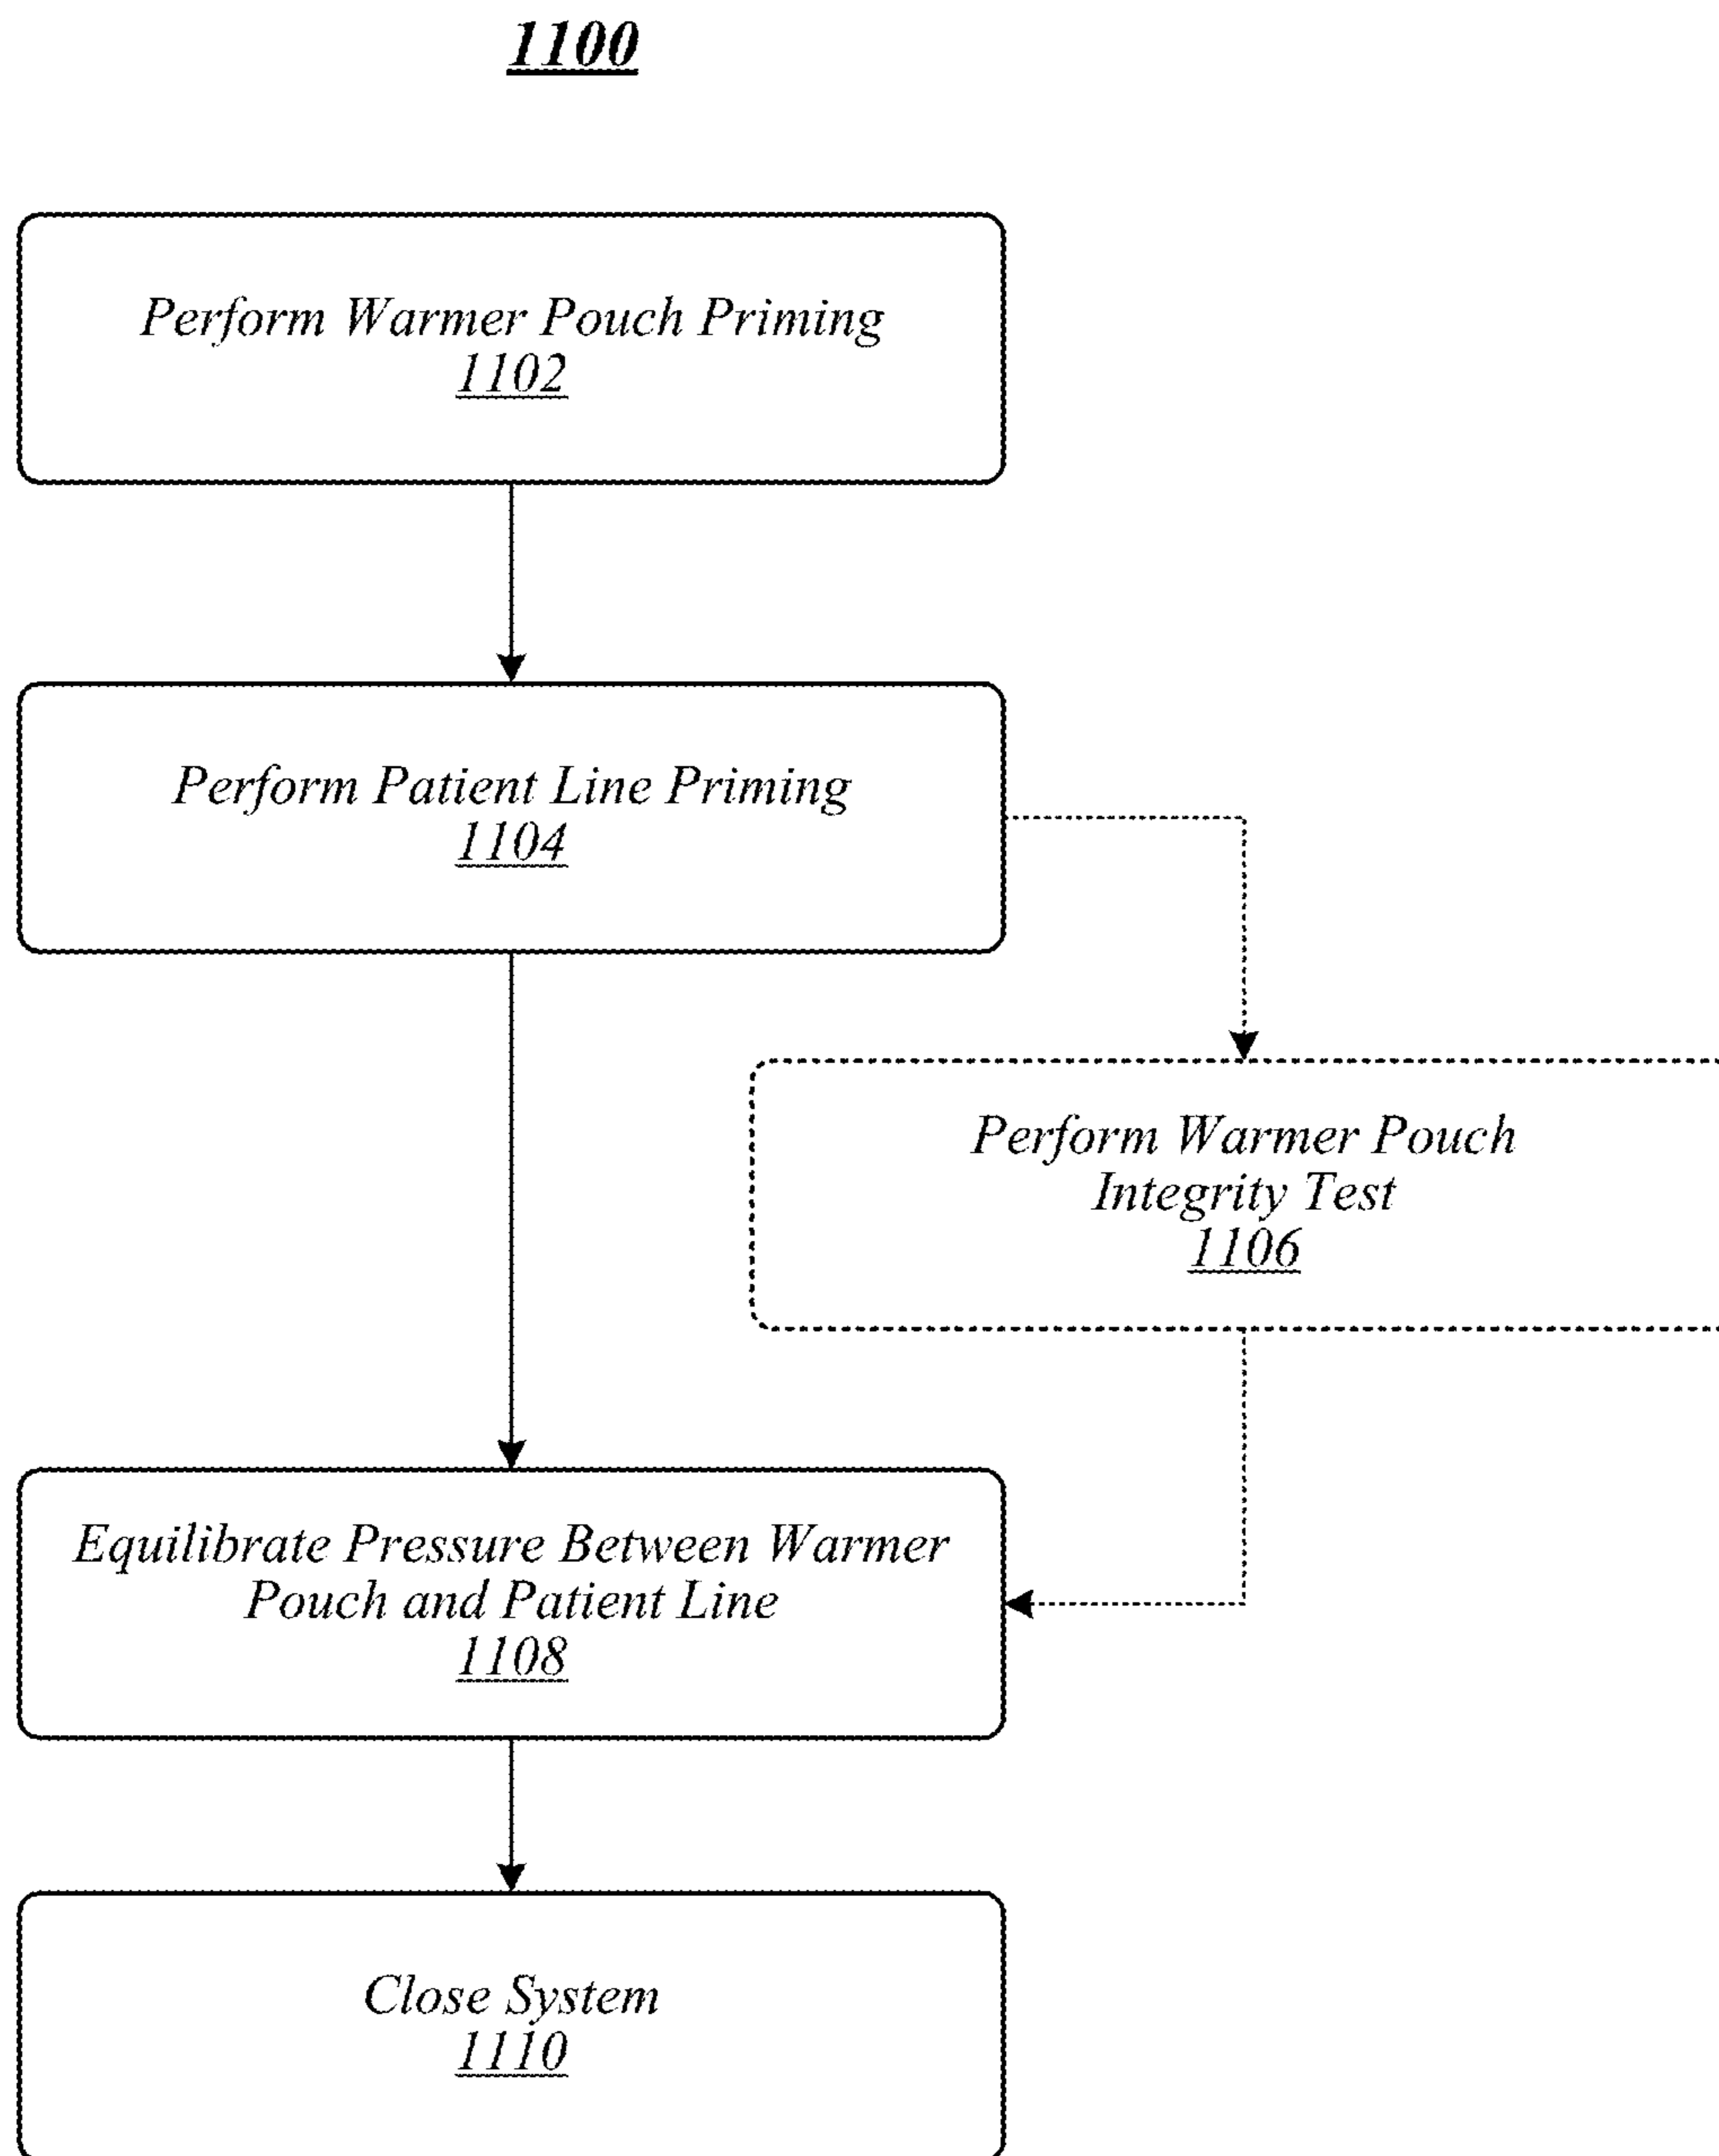 1100
Perform Warmer Pouch Priming
1102
Perform Patient Line Priming
1104
Perform Warmer Pouch
Integrity Test
1106
Equilibrate Pressure Between Warmer
Pouch and Patient Line
1108
Close System
1110